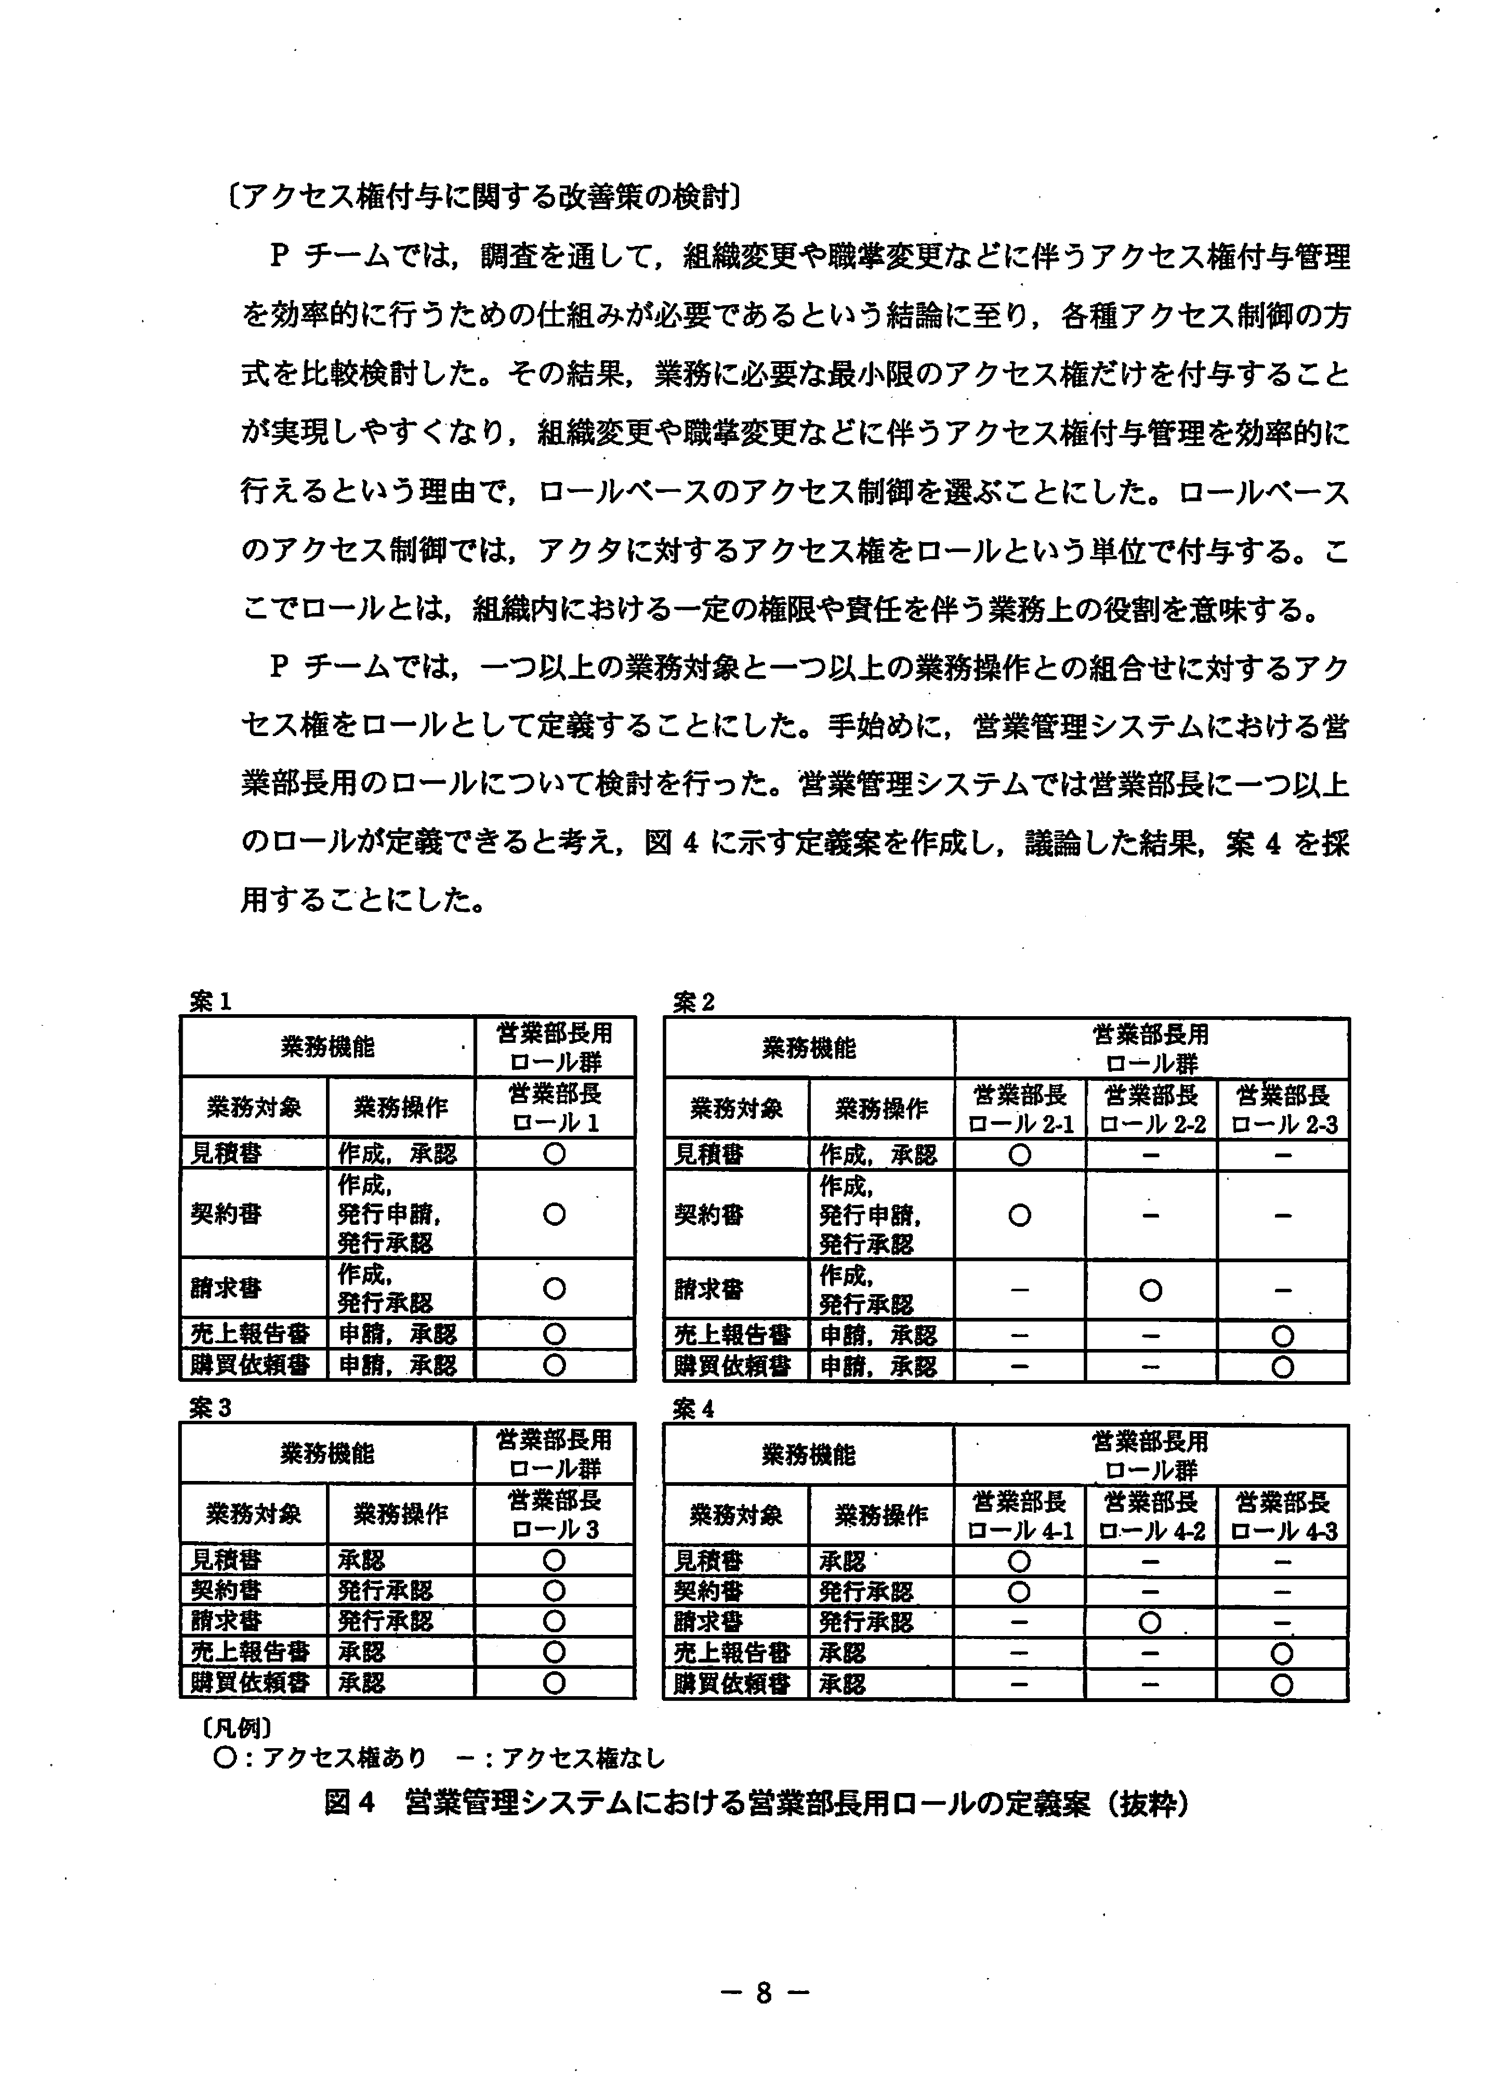 〔アクセス権付与に関する改善策の検討〕
P チームでは，調査を通して，組織変更や職掌変更などに伴うアクセス権付与管理
を効率的に行うための仕組みが必要であるという結論に至り，各種アクセス制御の方
式を比較検討した。その結果，業務に必要な最小限のアクセス権だけを付与すること
が実現しやすくなり，組織変更や職掌変更などに伴うアクセス権付与管理を効率的に
行えるという理由で，ロールベースのアクセス制御を選ぶことにした。ロールベース
のアクセス制御では，アクタに対するアクセス権をロールという単位で付与する。こ
こでロールとは，組織内における一定の権限や責任を伴う業務上の役割を意味する。
P チームでは，一つ以上の業務対象と一つ以上の業務操作との組合せに対するアク
セス権をロールとして定義することにした。手始めに，営業管理システムにおける営
業部長用のロールについて検討を行った。営業管理システムでは営業部長に一つ以上
のロールが定義できると考え，図 4 に示す定義案を作成し，議論した結果，案 4 を採
用することにした。
案 1
業務機能 営業部長用
ロール群
業務対象 業務操作 営業部長
ロール 1
見積書 作成，承認 ○
契約書 作成，
発行申請，
発行承認 ○
請求書 作成，
発行承認 ○
売上報告書 申請，承認 ○
購買依頼書 申請，承認 ○
案 2
業務機能 営業部長用
ロール群
業務対象 業務操作 営業部長
ロール 2-1 営業部長
ロール 2-2 営業部長
ロール 2-3
見積書 作成，承認 ○ － －
契約書 作成，
発行申請，
発行承認 ○ － －
請求書 作成，
発行承認 － ○ －
売上報告書 申請，承認 － － ○
購買依頼書 申請，承認 － － ○
案 3
業務機能 営業部長用
ロール群
業務対象 業務操作 営業部長
ロール 3
見積書 承認 ○
契約書 発行承認 ○
請求書 発行承認 ○
売上報告書 承認 ○
購買依頼書 承認 ○
案 4
業務機能 営業部長用
ロール群
業務対象 業務操作 営業部長
ロール 4-1 営業部長
ロール 4-2 営業部長
ロール 4-3
見積書 承認 ○ － －
契約書 発行承認 ○ － －
請求書 発行承認 － ○ －
売上報告書 承認 － － ○
購買依頼書 承認 － － ○
〔凡例〕
○：アクセス権あり －：アクセス権なし
図 4 営業管理システムにおける営業部長用ロールの定義案（抜粋）
－ 8 －